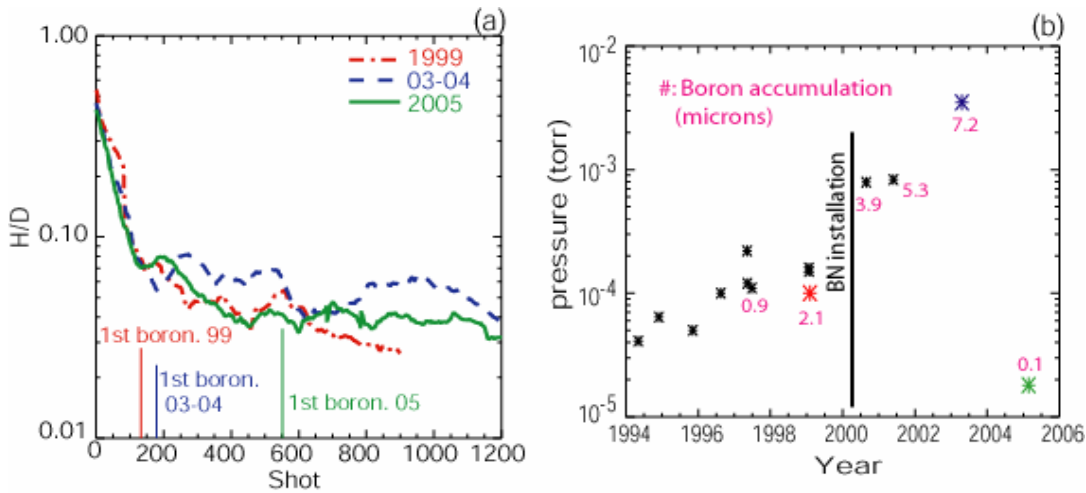 (a)
1.00
0.10
0.01
H/D
1999
03-04
2005
1st boron. 99
1st boron.
03-04
1st boron. 05
0 200 400 600 800 1000 1200
Shot
(b)
10-2
10-3
10-4
10-5
pressure (torr)
#: Boron accumulation
(microns)
7.2
BN installation
3.9
5.3
0.9
2.1
0.1
1994 1996 1998 2000 2002 2004 2006
Year